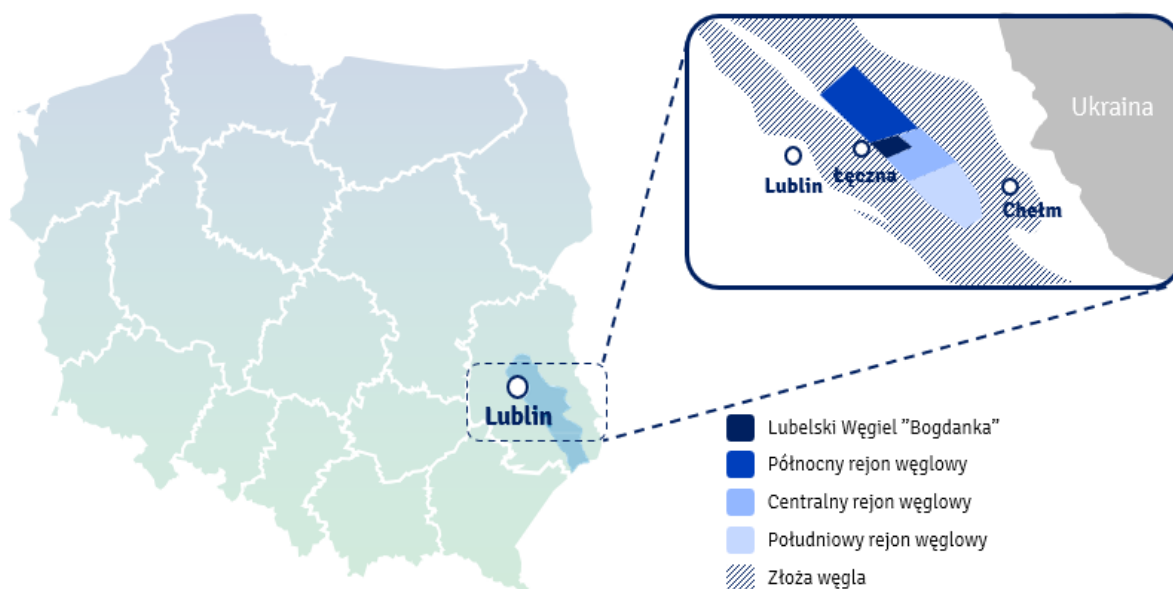 Ukraina
Lublin
Łęczna
Chełm
Lublin
Lubelski Węgiel ”Bogdanka”
Północny rejon węglowy
Centralny rejon węglowy
Południowy rejon węglowy
Złoża węgla